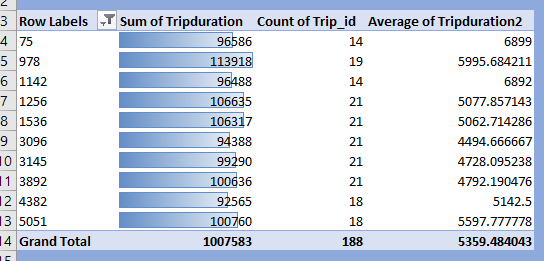 3 Row Labels Sum of Tripduration Count of Trip_id Average of Tripduration2
4 75 96586 14 6899
5 978 113918 19 5995.684211
6 1142 96488 14 6892
7 1256 106635 21 5077.857143
8 1536 106317 21 5062.714286
9 3096 94388 21 4494.666667
10 3145 99290 21 4728.095238
11 3892 100636 21 4792.190476
12 4382 92565 18 5142.5
13 5051 100760 18 5597.777778
14 Grand Total 1007583 188 5359.484043